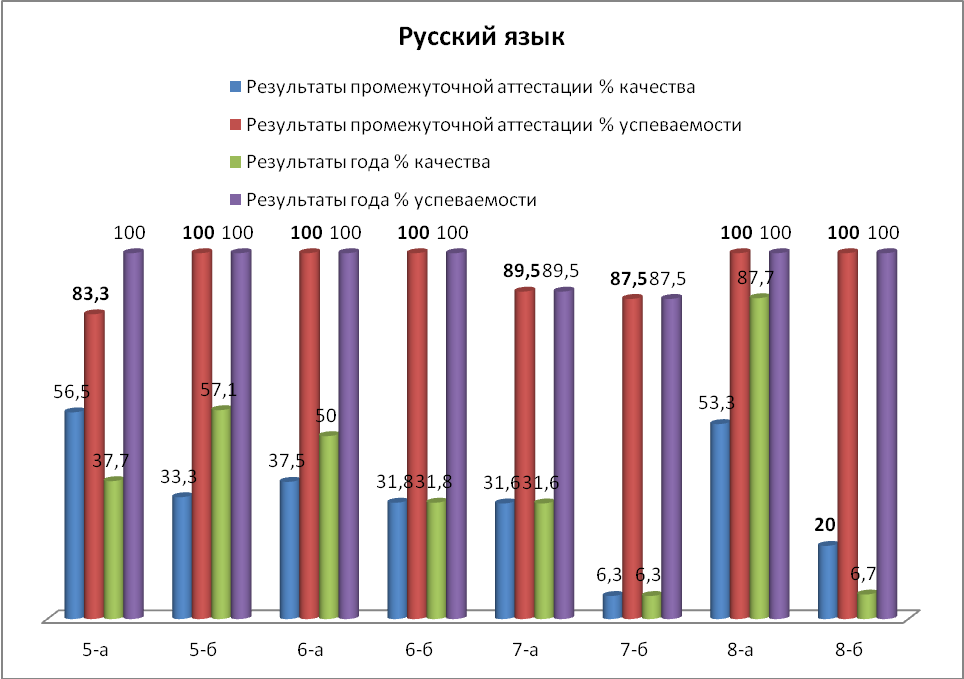 Русский язык
Результаты промежуточной аттестации % качества
Результаты промежуточной аттестации % успеваемости
Результаты года % качества
Результаты года % успеваемости
100 100 100 100 100 100 100 100 100 100 100
83,3 89,5 89,5 87,5 87,5 87,7
56,5 57,1 50 53,3
37,7 33,3 37,5 31,8 31,8 31,6 31,6
20
6,3 6,3 6,7
5-а 5-б 6-а 6-б 7-а 7-б 8-а 8-б